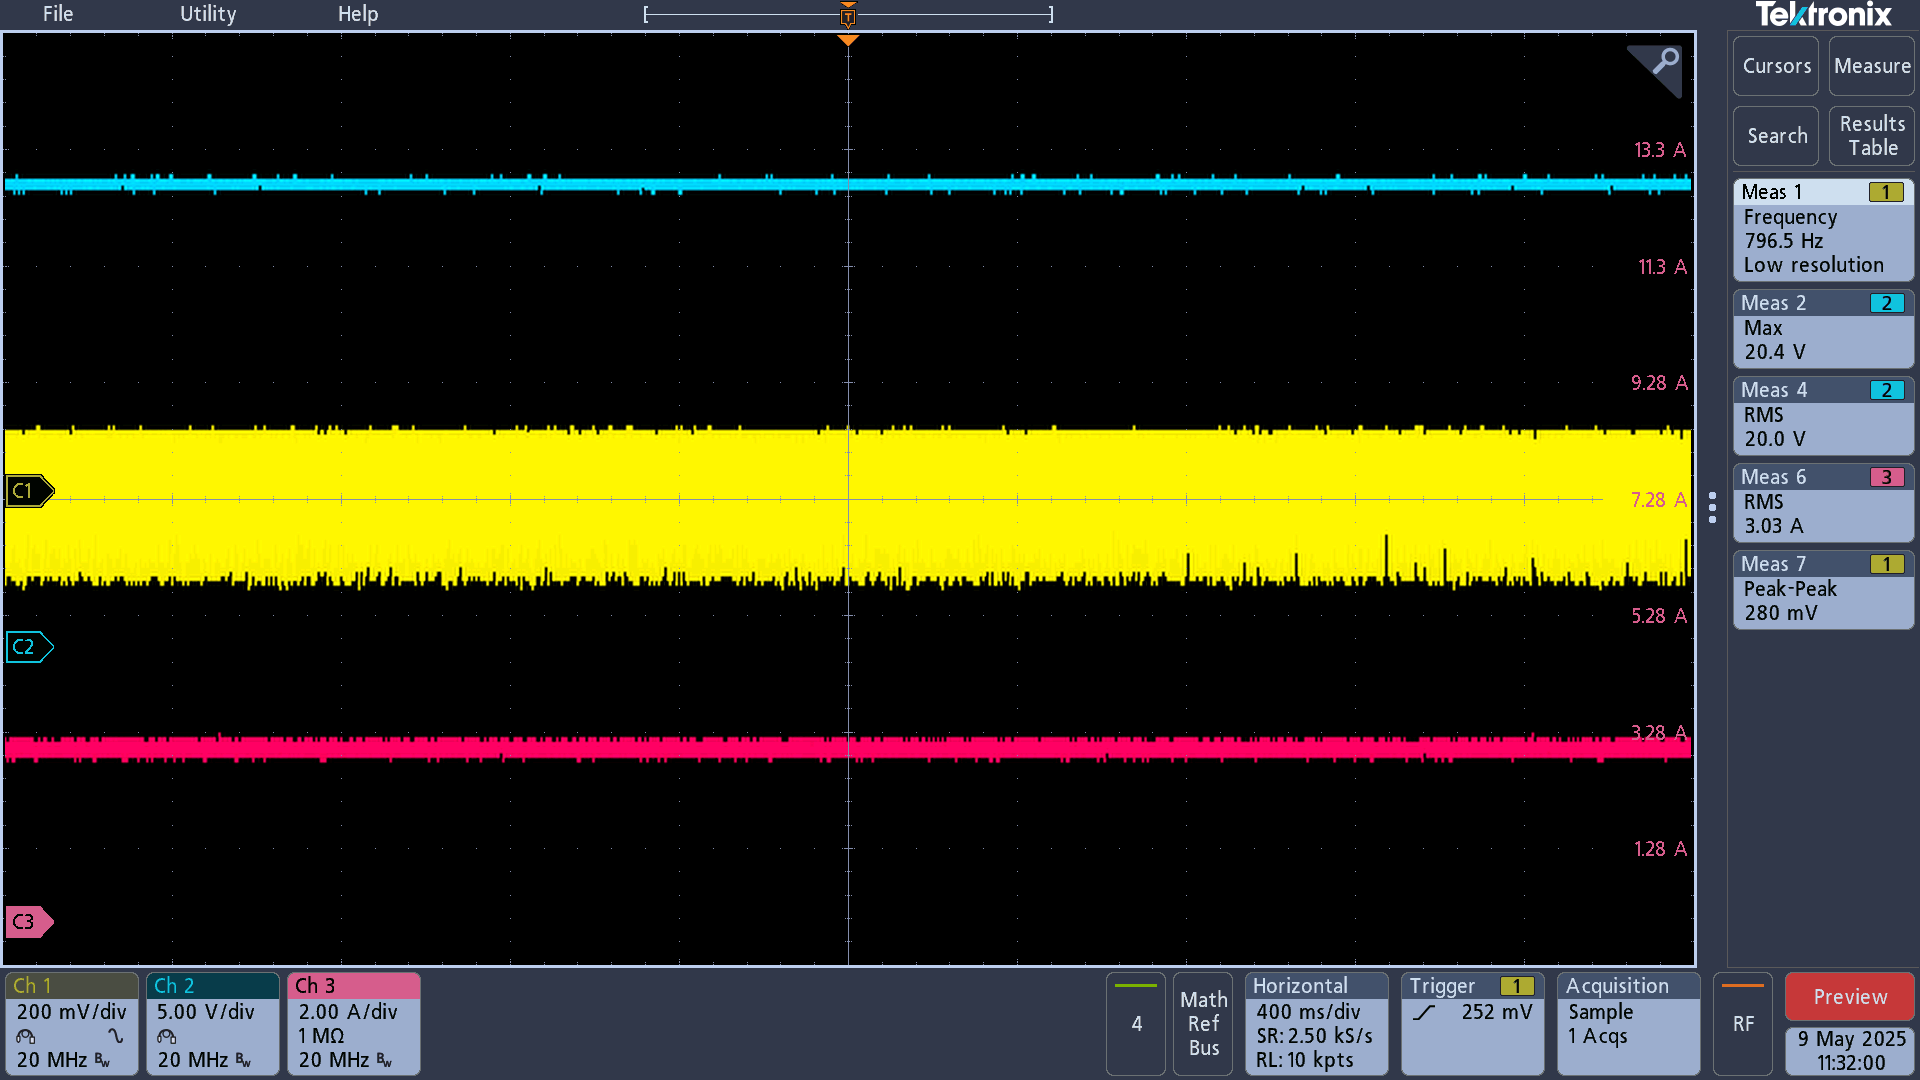 File Utility Help
T
Tektronix
Cursors Measure
Search Results Table
13.3 A
11.3 A
9.28 A
7.28 A
5.28 A
3.28 A
1.28 A
C1
C2
C3
Meas 1 1
Frequency
796.5 Hz
Low resolution
Meas 2 2
Max
20.4 V
Meas 4 2
RMS
20.0 V
Meas 6 3
RMS
3.03 A
Meas 7 1
Peak-Peak
280 mV
Ch 1
200 mV/div
20 MHz BW
Ch 2
5.00 V/div
20 MHz BW
Ch 3
2.00 A/div
1 MΩ
20 MHz BW
4
Math
Ref
Bus
Horizontal
400 ms/div
SR: 2.50 kS/s
RL: 10 kpts
Trigger 1
252 mV
Acquisition
Sample
1 Acqs
RF
Preview
9 May 2025
11:32:00